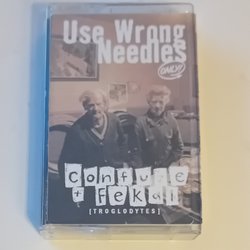 Use Wrong
Needles
ONLY!
Confuse
+ Fekal
[TROGLODYTES]